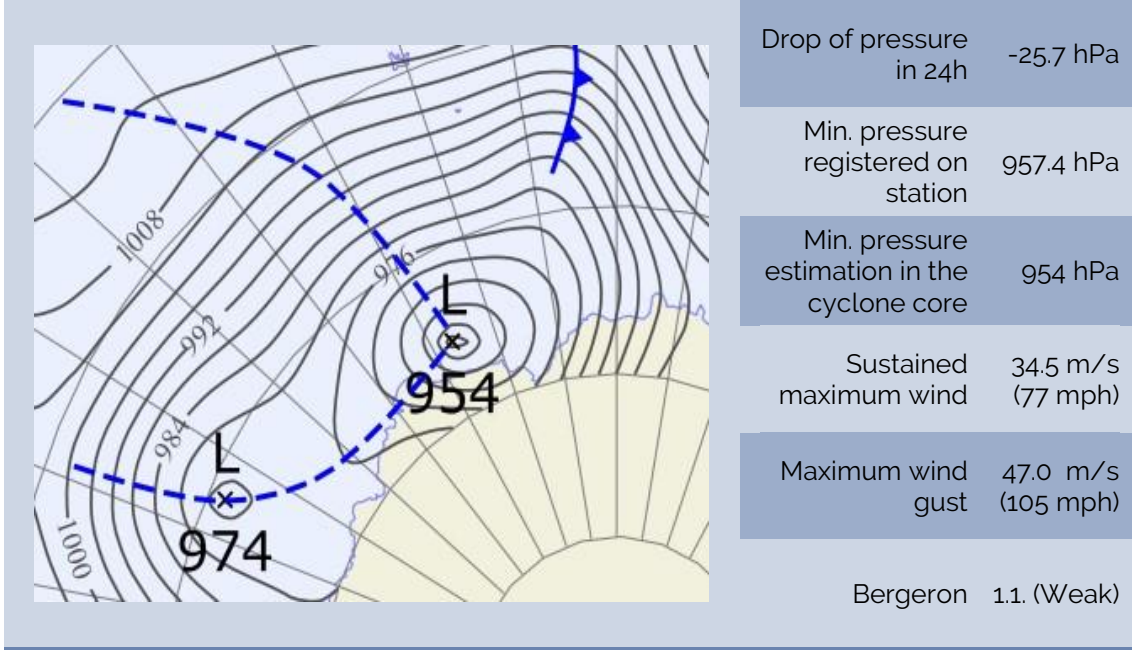 1008
992
976
984
1000
L
954
L
974
Drop of pressure
in 24h
-25.7 hPa
Min. pressure
registered on
station
957.4 hPa
Min. pressure
estimation in the
cyclone core
954 hPa
Sustained
maximum wind
34.5 m/s
(77 mph)
Maximum wind
gust
47.0 m/s
(105 mph)
Bergeron
1.1. (Weak)